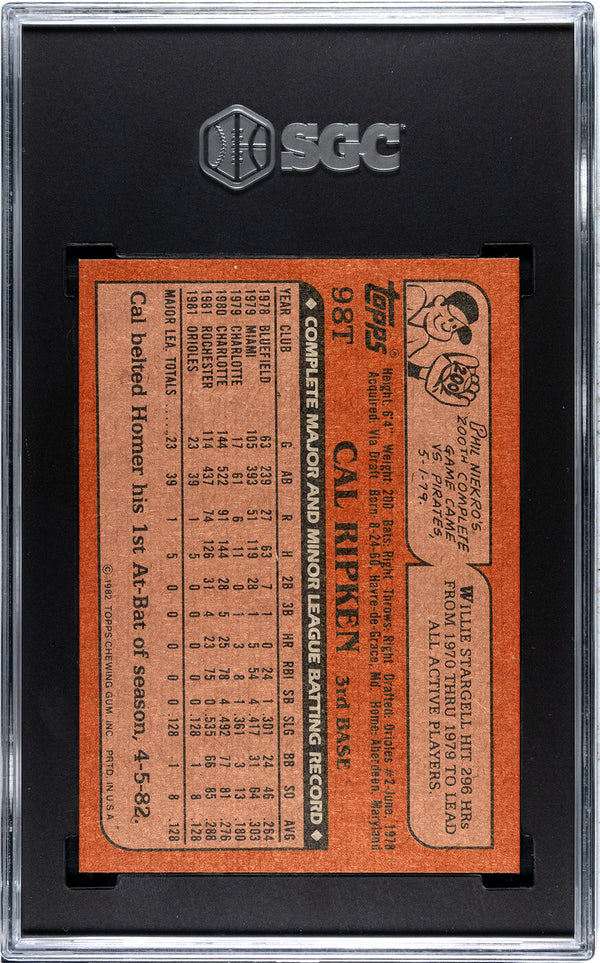 SGC
200
PHIL NIEKRO'S
200TH COMPLETE
GAME CAME
VS. PIRATES,
5-1-79.
WILLIE STARGELL HIT 296 HRs
FROM 1970 THRU 1979 TO LEAD
ALL ACTIVE PLAYERS.
TOPPS®
98T
CAL RIPKEN 3rd BASE
Height: 6'4" Weight: 200 Bats: Right Throws: Right Drafted: Orioles #2-June, 1978
Acquired: Via Draft Born: 8-24-60, Havre-de-Grace, Md. Home: Aberdeen, Maryland
◆ COMPLETE MAJOR AND MINOR LEAGUE BATTING RECORD ◆
YEAR CLUB G AB R H 2B 3B HR RBI SB SLG BB SO AVG
1978 BLUEFIELD 63 239 27 63 7 1 0 24 1 .301 24 46 .264
1979 MIAMI 105 393 51 119 28 1 5 54 4 .417 31 64 .303
1979 CHARLOTTE 17 61 6 11 0 1 3 8 1 .361 3 13 .180
1980 CHARLOTTE 144 522 91 144 28 5 25 78 4 .492 77 81 .276
1981 ROCHESTER 114 437 74 126 31 4 23 75 0 .535 66 85 .288
1981 ORIOLES 23 39 1 5 0 0 0 0 0 .128 1 8 .128
MAJOR LEA. TOTALS 23 39 1 5 0 0 0 0 0 .128 1 8 .128
Cal belted Homer his 1st At-Bat of season, 4-5-82.
© 1982 TOPPS CHEWING GUM, INC. PRTD. IN U.S.A.